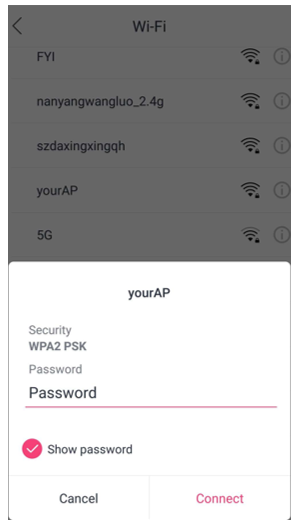 Wi-Fi
FYI
nanyangwangluo_2.4g
szdaxingxingqh
yourAP
5G
yourAP
Security
WPA2 PSK
Password
Password
Show password
Cancel Connect